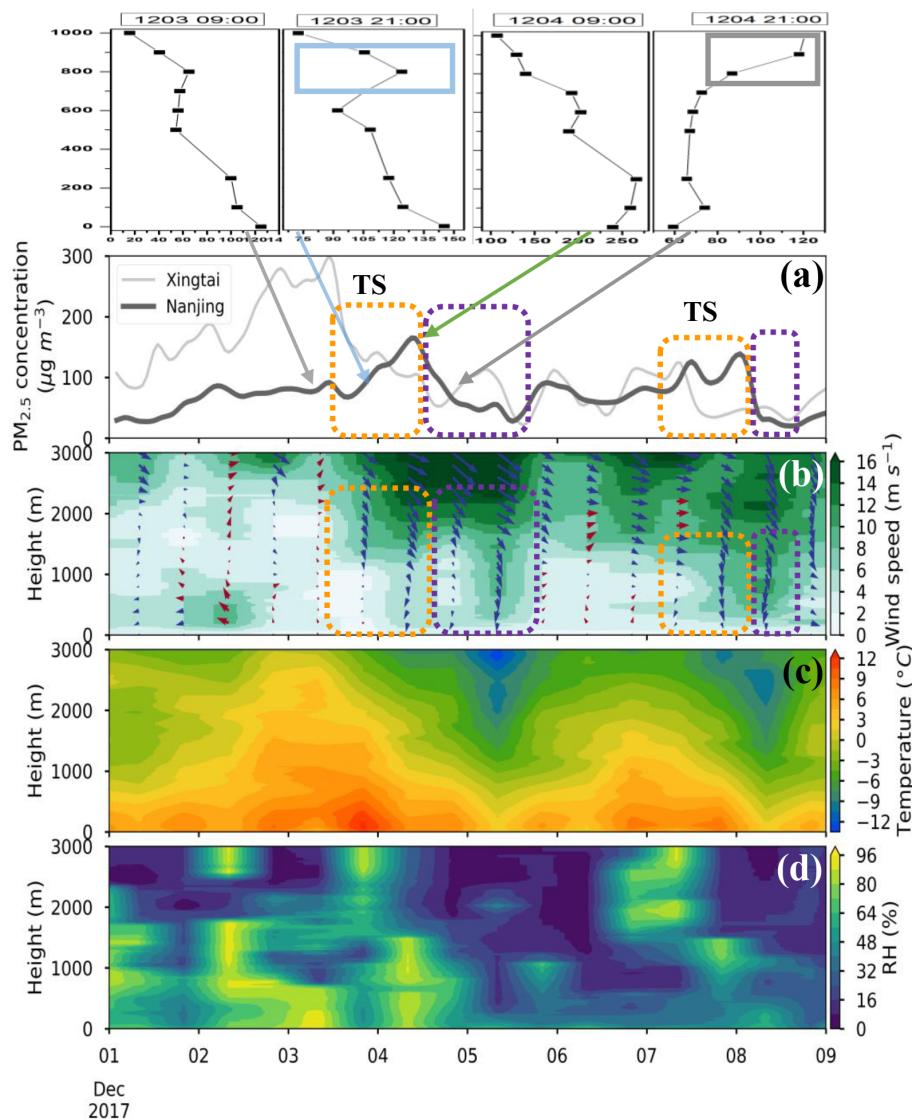 1203 09:00 1203 21:00 1204 09:00 1204 21:00
1000
800
600
400
200
0
0 20 40 60 80 100 120 14
75 90 105 120 135 150
100 150 200 250
60 80 100 120
PM2.5 concentration
(μg m−3)
300
200
100
0
Xingtai
Nanjing
TS
TS
(a)
Height (m)
3000
2000
1000
0
(b)
16
14
12
10
8
6
4
2
0
Wind speed (m s−1)
Height (m)
3000
2000
1000
0
(c)
12
9
6
3
0
−3
−6
−9
−12
Temperature (°C)
Height (m)
3000
2000
1000
0
(d)
96
80
64
48
32
16
0
RH (%)
01 02 03 04 05 06 07 08 09
Dec
2017